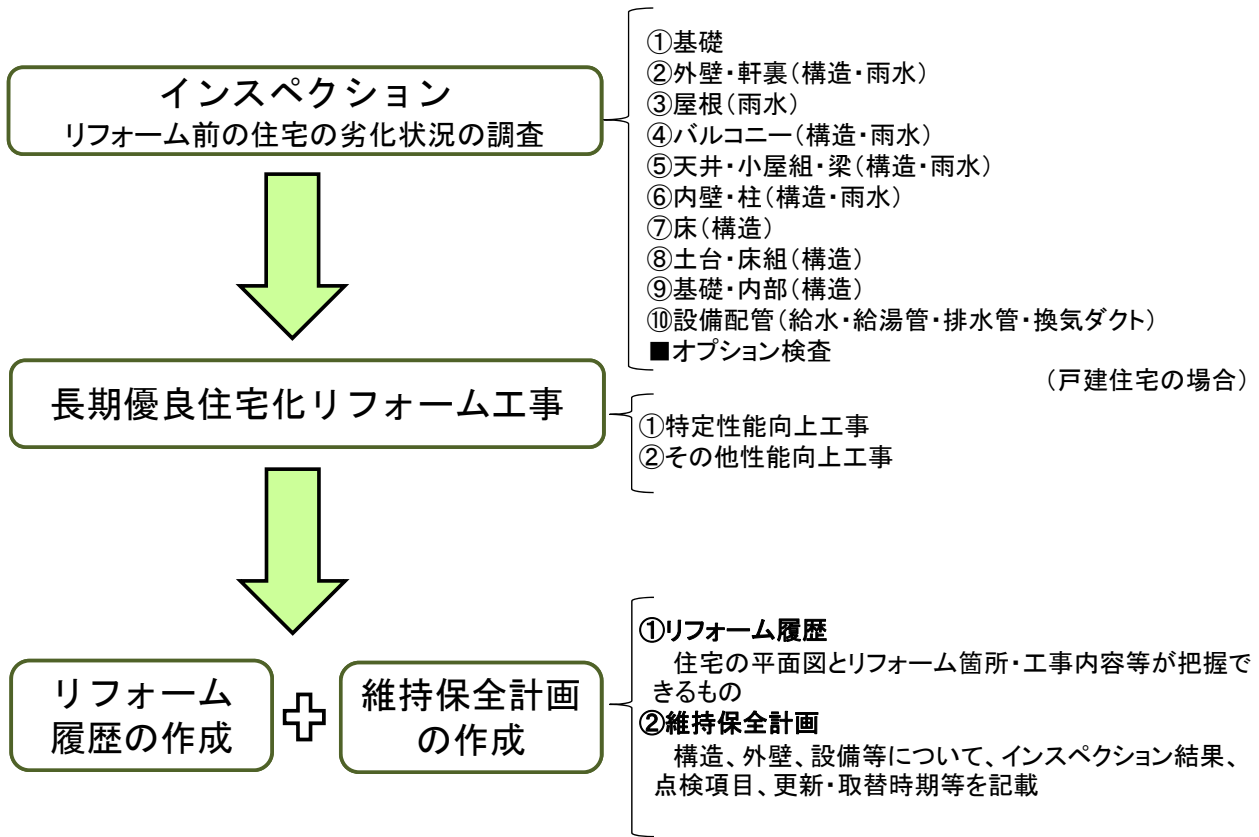 インスペクション
リフォーム前の住宅の劣化状況の調査
①基礎
②外壁・軒裏(構造・雨水)
③屋根(雨水)
④バルコニー(構造・雨水)
⑤天井・小屋組・梁(構造・雨水)
⑥内壁・柱(構造・雨水)
⑦床(構造)
⑧土台・床組(構造)
⑨基礎・内部(構造)
⑩設備配管(給水・給湯管・排水管・換気ダクト)
■オプション検査
(戸建住宅の場合)
長期優良住宅化リフォーム工事
①特定性能向上工事
②その他性能向上工事
リフォーム
履歴の作成
維持保全計画
の作成
①リフォーム履歴
住宅の平面図とリフォーム箇所・工事内容等が把握で
きるもの
②維持保全計画
構造、外壁、設備等について、インスペクション結果、
点検項目、更新・取替時期等を記載